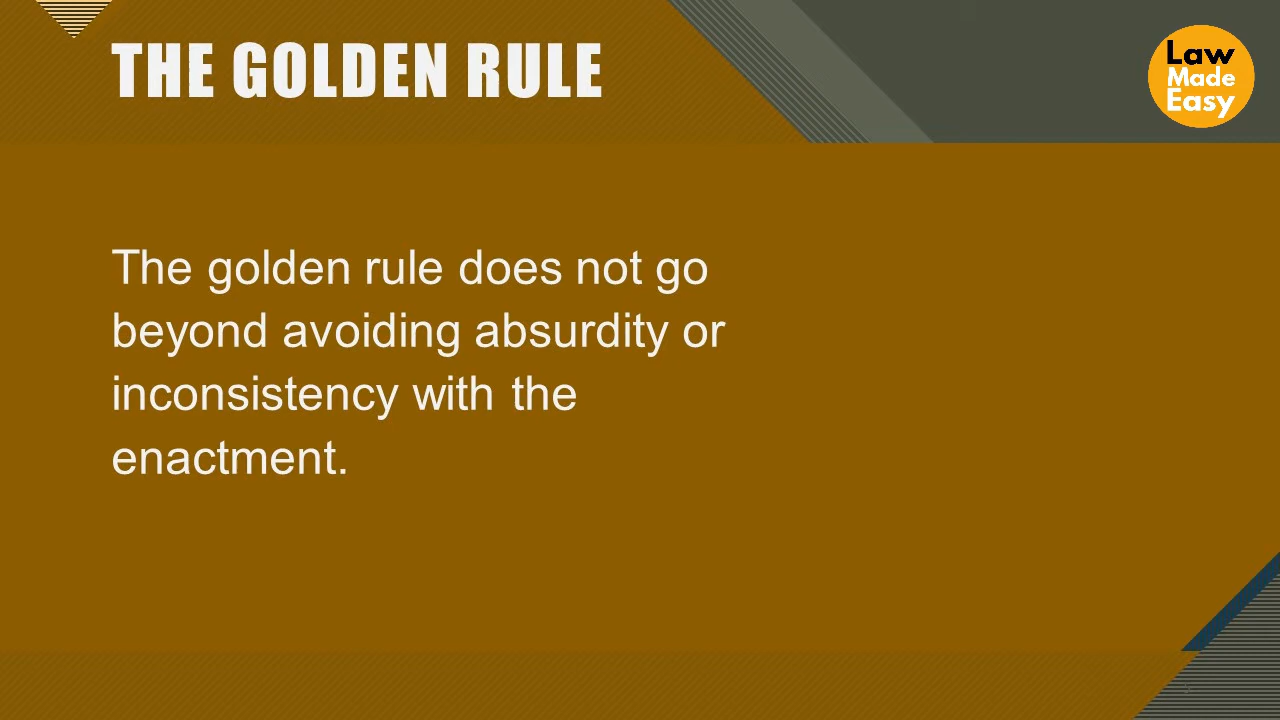 THE GOLDEN RULE
Law
Made
Easy
The golden rule does not go
beyond avoiding absurdity or
inconsistency with the
enactment.